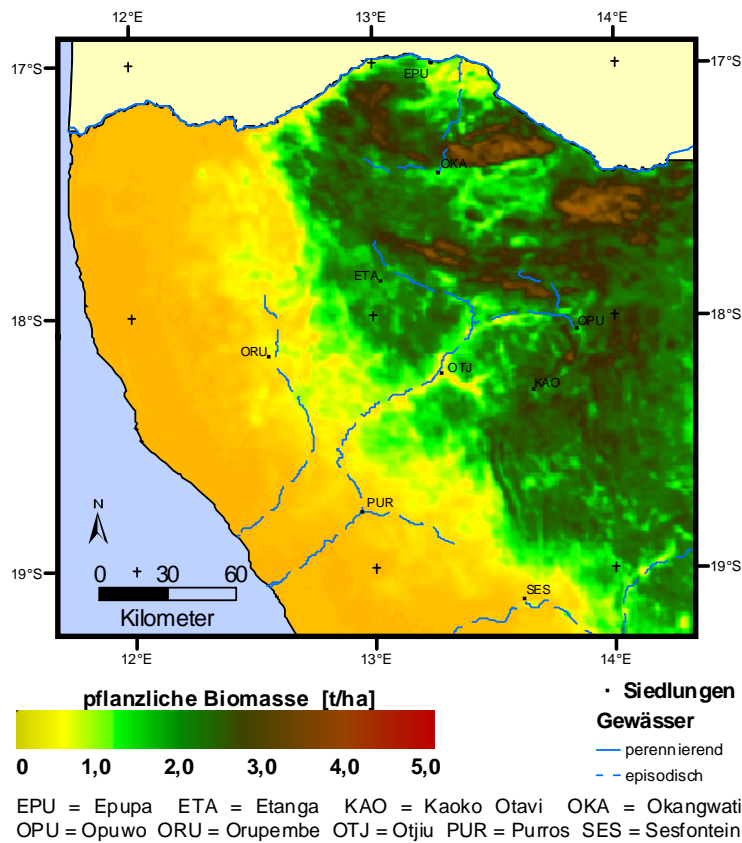 12°E 13°E 14°E
17°S 17°S
EPU
OKA
ETA
18°S 18°S
OPU
ORU
OTJ
KAO
PUR
N
19°S 19°S
0 30 60
SES
Kilometer
12°E 13°E 14°E
pflanzliche Biomasse [t/ha]
0 1,0 2,0 3,0 4,0 5,0
Siedlungen
Gewässer
perennierend
episodisch
EPU = Epupa ETA = Etanga KAO = Kaoko Otavi OKA = Okangwati
OPU = Opuwo ORU = Orupembe OTJ = Otjiu PUR = Purros SES = Sesfontein